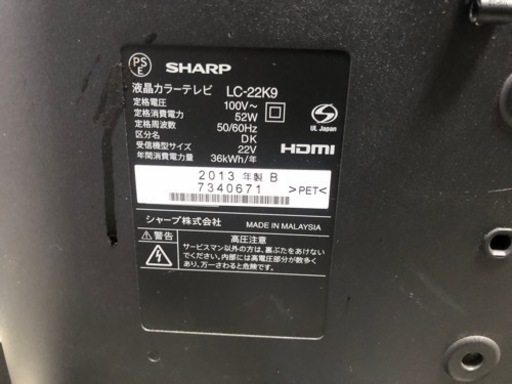 PS
E
SHARP
液晶カラーテレビ LC-22K9
定格電圧 100V~
定格消費電力 52W
定格周波数 50/60Hz
区分名 DK
受信機型サイズ 22V
年間消費電力量 36kWh/年
UL Japan
HDMI
2013 年製 B
7340671
>PET<
シャープ株式会社 MADE IN MALAYSIA
⚠警告 高圧注意
サービスマン以外の方は、裏ぶたをあけない
でください。内部には高電圧部分が数多く
あり、万一さわると危険です。